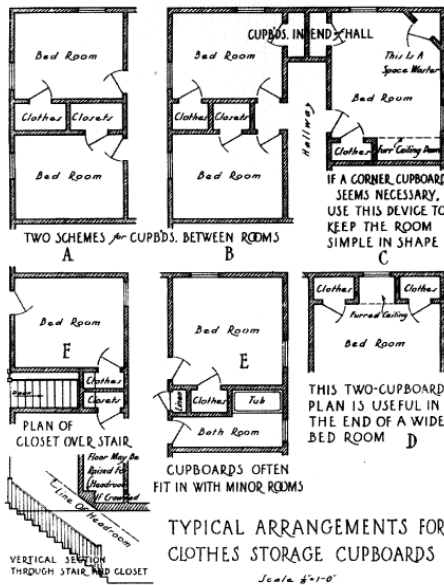 Bed Room
Clothes Closets
Bed Room
TWO SCHEMES for CUPB'DS. BETWEEN ROOMS
A
Bed Room
Clothes Closets
Bed Room
B
CUPB'DS. IN END of HALL
Hallway
This Is A
Space Waster
Bed Room
Clothes
Furr Ceiling Down
IF A CORNER CUPBOARD
SEEMS NECESSARY,
USE THIS DEVICE TO
KEEP THE ROOM
SIMPLE IN SHAPE
C
Bed Room
F
Clothes
Closets
PLAN OF
CLOSET OVER STAIR
Bed Room
E
Linen
Clothes
Tub
Bath Room
CUPBOARDS OFTEN
FIT IN WITH MINOR ROOMS
Clothes
Clothes
Furred Ceiling
Bed Room
THIS TWO-CUPBOARD
PLAN IS USEFUL IN
THE END OF A WIDE
BED ROOM D
Floor May Be
Raised For
Headroom
If Crowded
Line Of Headroom
VERTICAL SECTION
THROUGH STAIR AND CLOSET
TYPICAL ARRANGEMENTS FOR
CLOTHES STORAGE CUPBOARDS